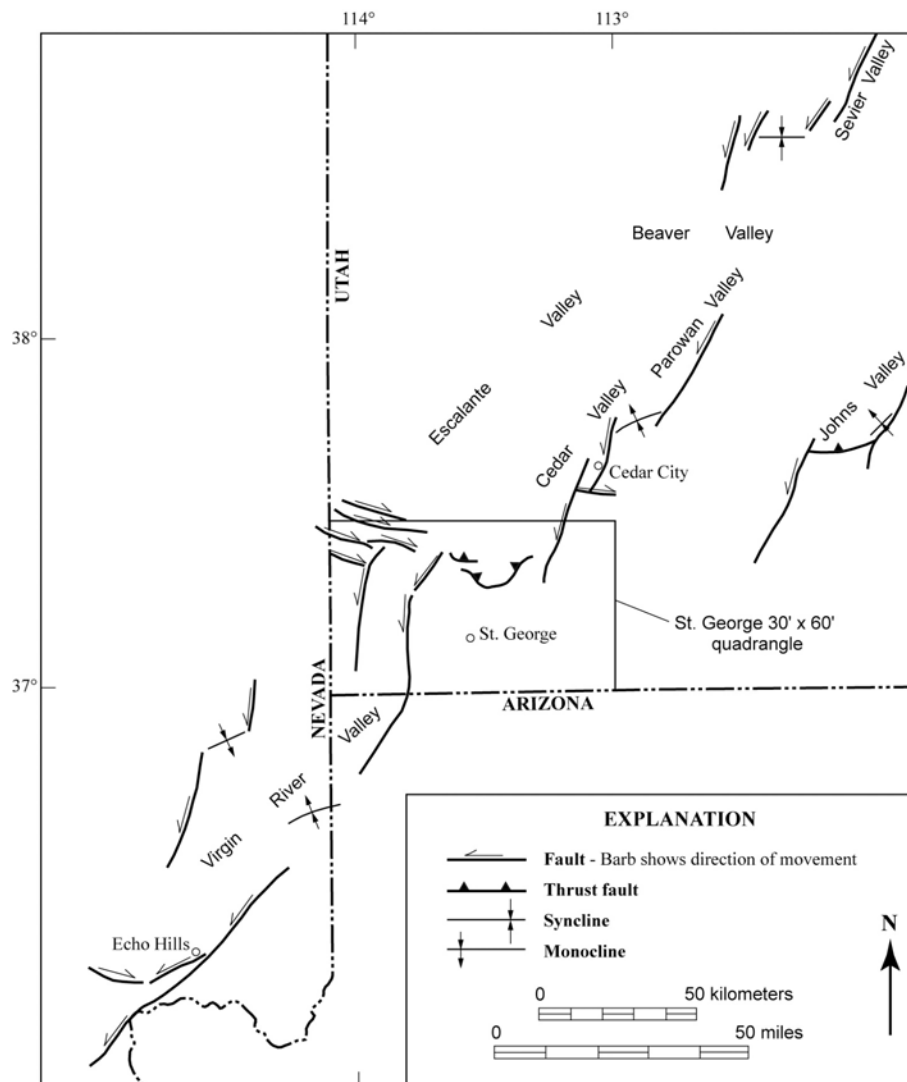 114°
113°
Sevier Valley
Beaver Valley
UTAH
38°
Escalante Valley
Parowan Valley
Johns Valley
Cedar Valley
Cedar City
St. George
St. George 30' x 60'
quadrangle
37°
NEVADA
ARIZONA
Virgin River Valley
Echo Hills
EXPLANATION
Fault - Barb shows direction of movement
Thrust fault
Syncline
Monocline
N
0 50 kilometers
0 50 miles